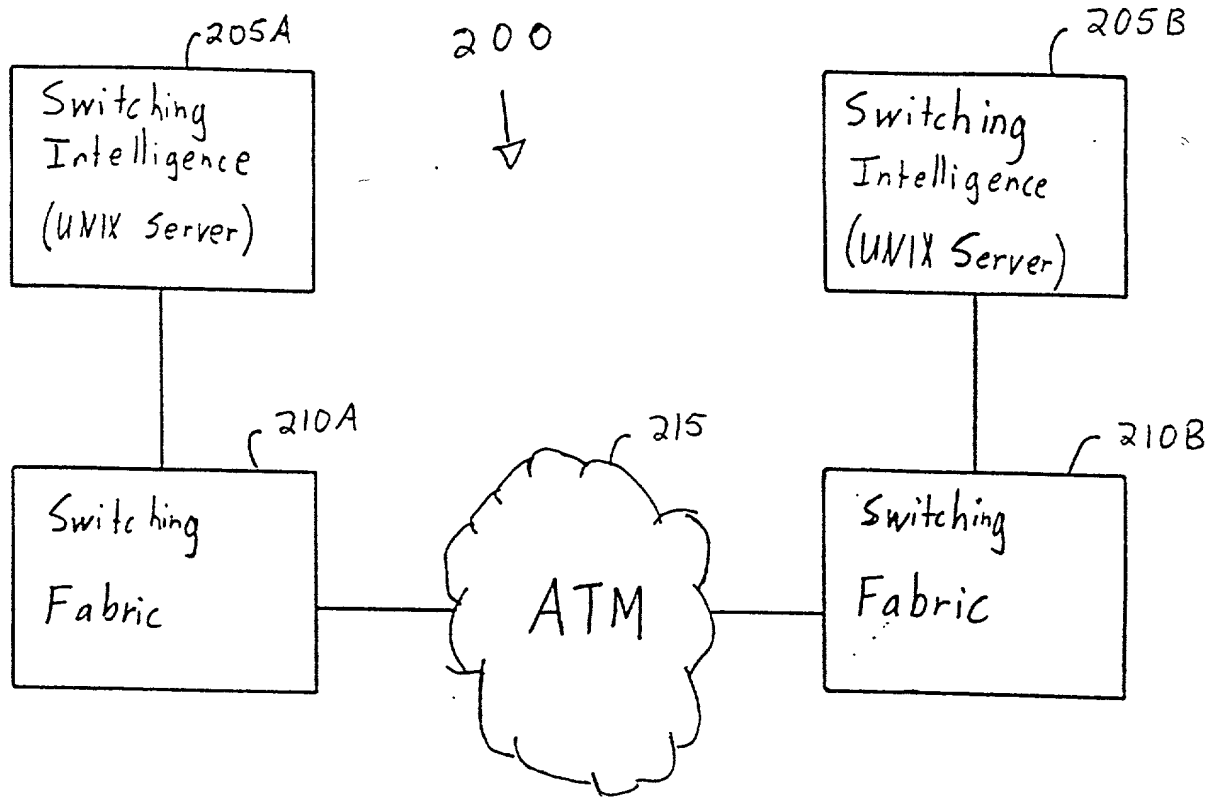 205A
200
205B
Switching
Intelligence
(UNIX Server)
Switching
Intelligence
(UNIX Server)
210A
215
210B
Switching
Fabric
ATM
Switching
Fabric